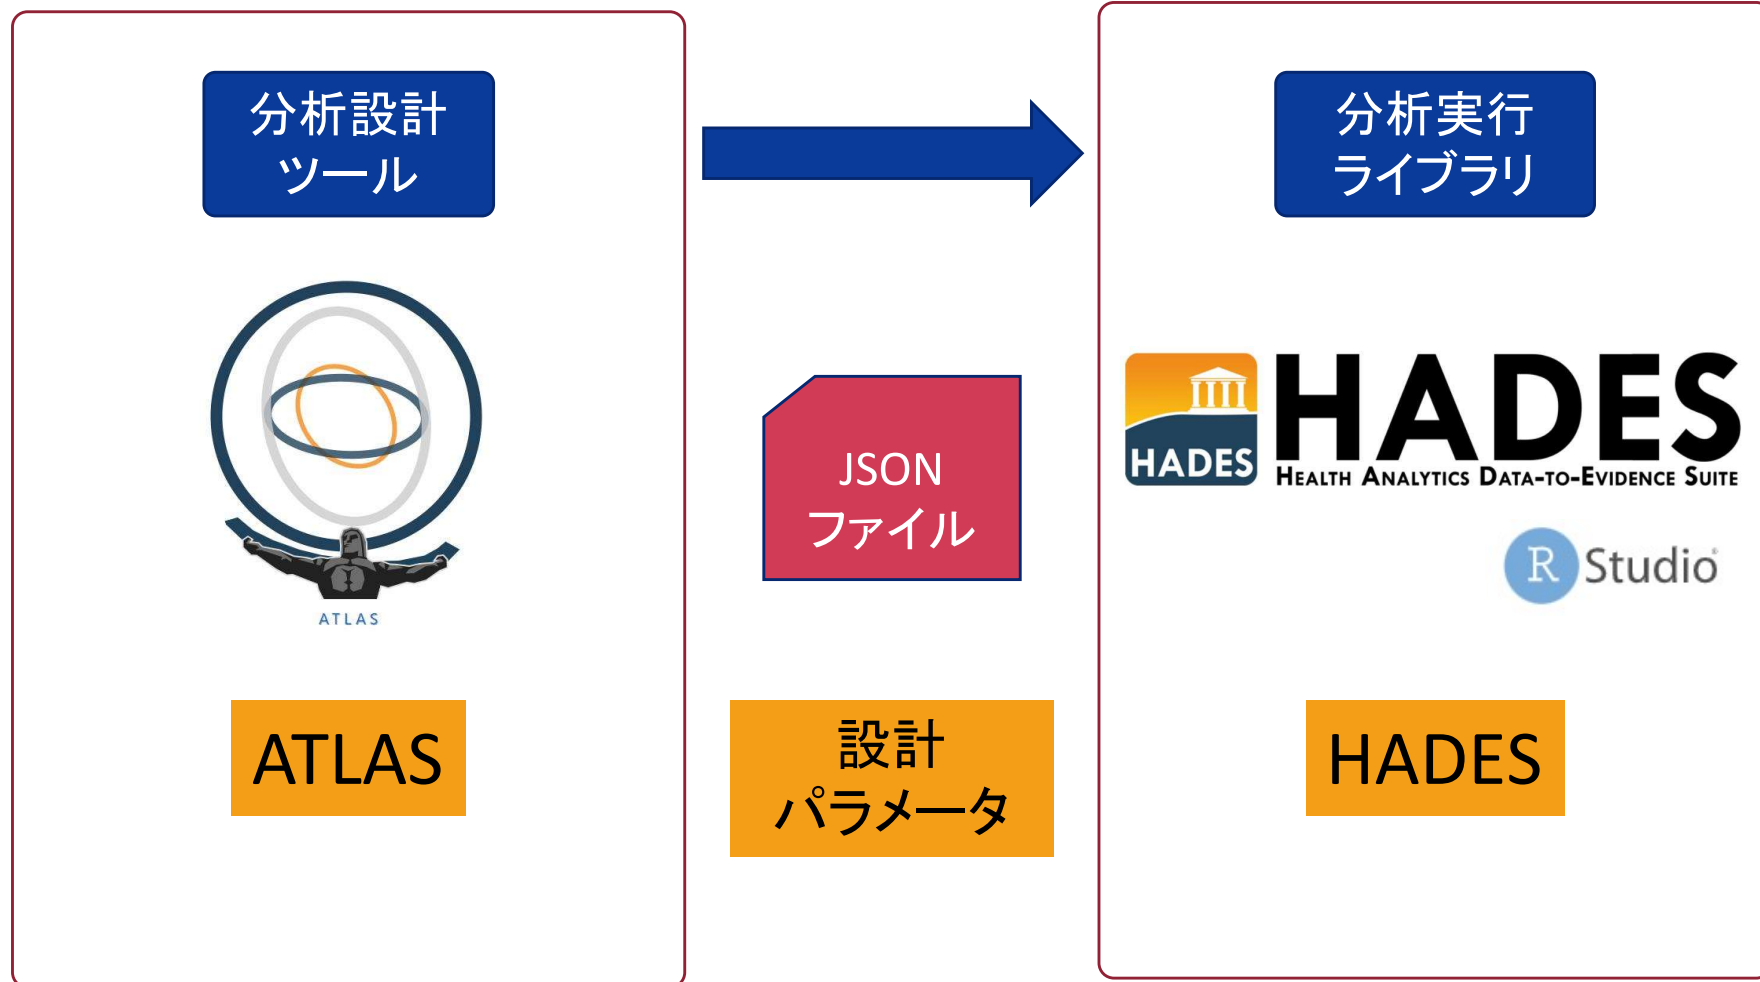 分析設計
ツール
ATLAS
ATLAS
JSON
ファイル
設計
パラメータ
分析実行
ライブラリ
HADES
HADES
HEALTH ANALYTICS DATA-TO-EVIDENCE SUITE
R Studio
HADES